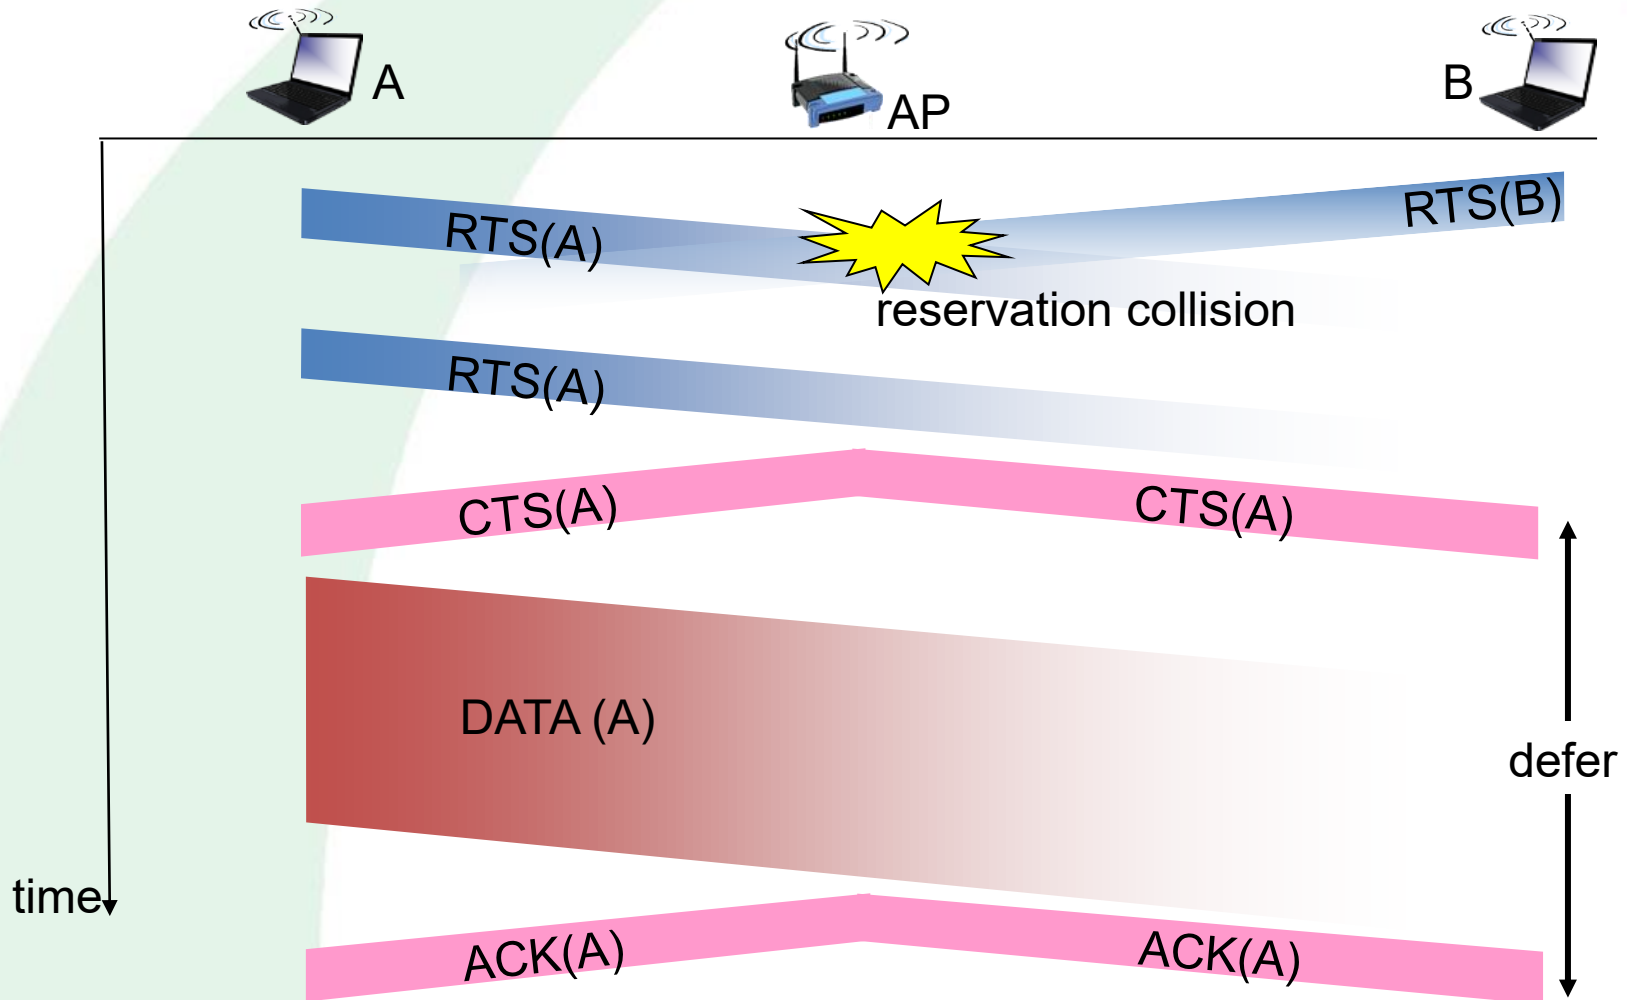 A
AP
B
RTS(A)
RTS(B)
reservation collision
RTS(A)
CTS(A)
CTS(A)
DATA (A)
defer
time
ACK(A)
ACK(A)